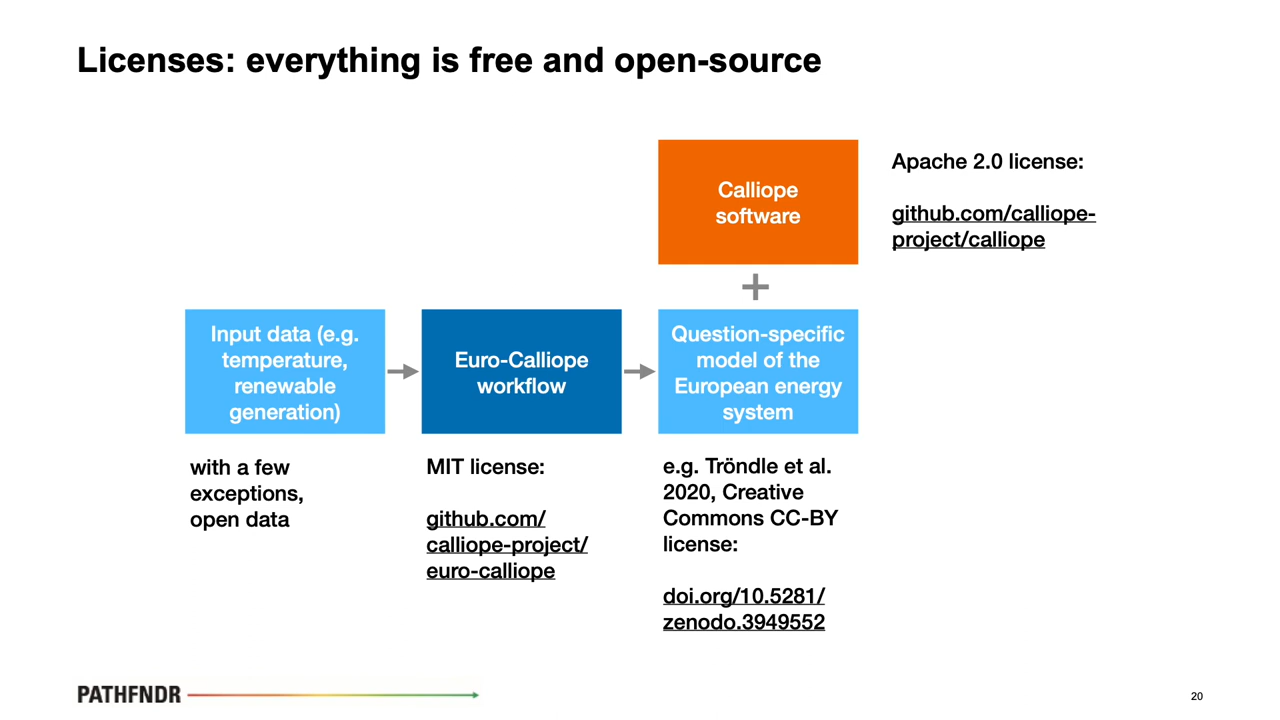 Licenses: everything is free and open-source
Calliope
software
Apache 2.0 license:
github.com/calliope-
project/calliope
+
Input data (e.g.
temperature,
renewable
generation)
Euro-Calliope
workflow
Question-specific
model of the
European energy
system
with a few
exceptions,
open data
MIT license:
github.com/
calliope-project/
euro-calliope
e.g. Tröndle et al.
2020, Creative
Commons CC-BY
license:
doi.org/10.5281/
zenodo.3949552
PATHFNDR
20